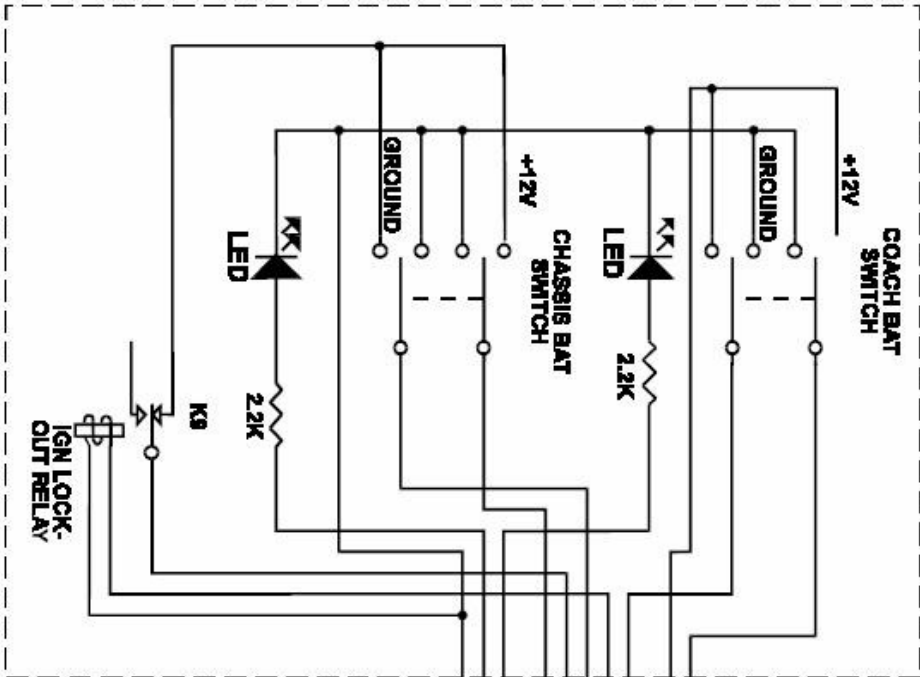 +12V
GROUND
COACH BAT
SWITCH
+12V
GROUND
LED
CHASSIS BAT
SWITCH
LED
2.2K
K9
2.2K
IGN LOCK-
OUT RELAY